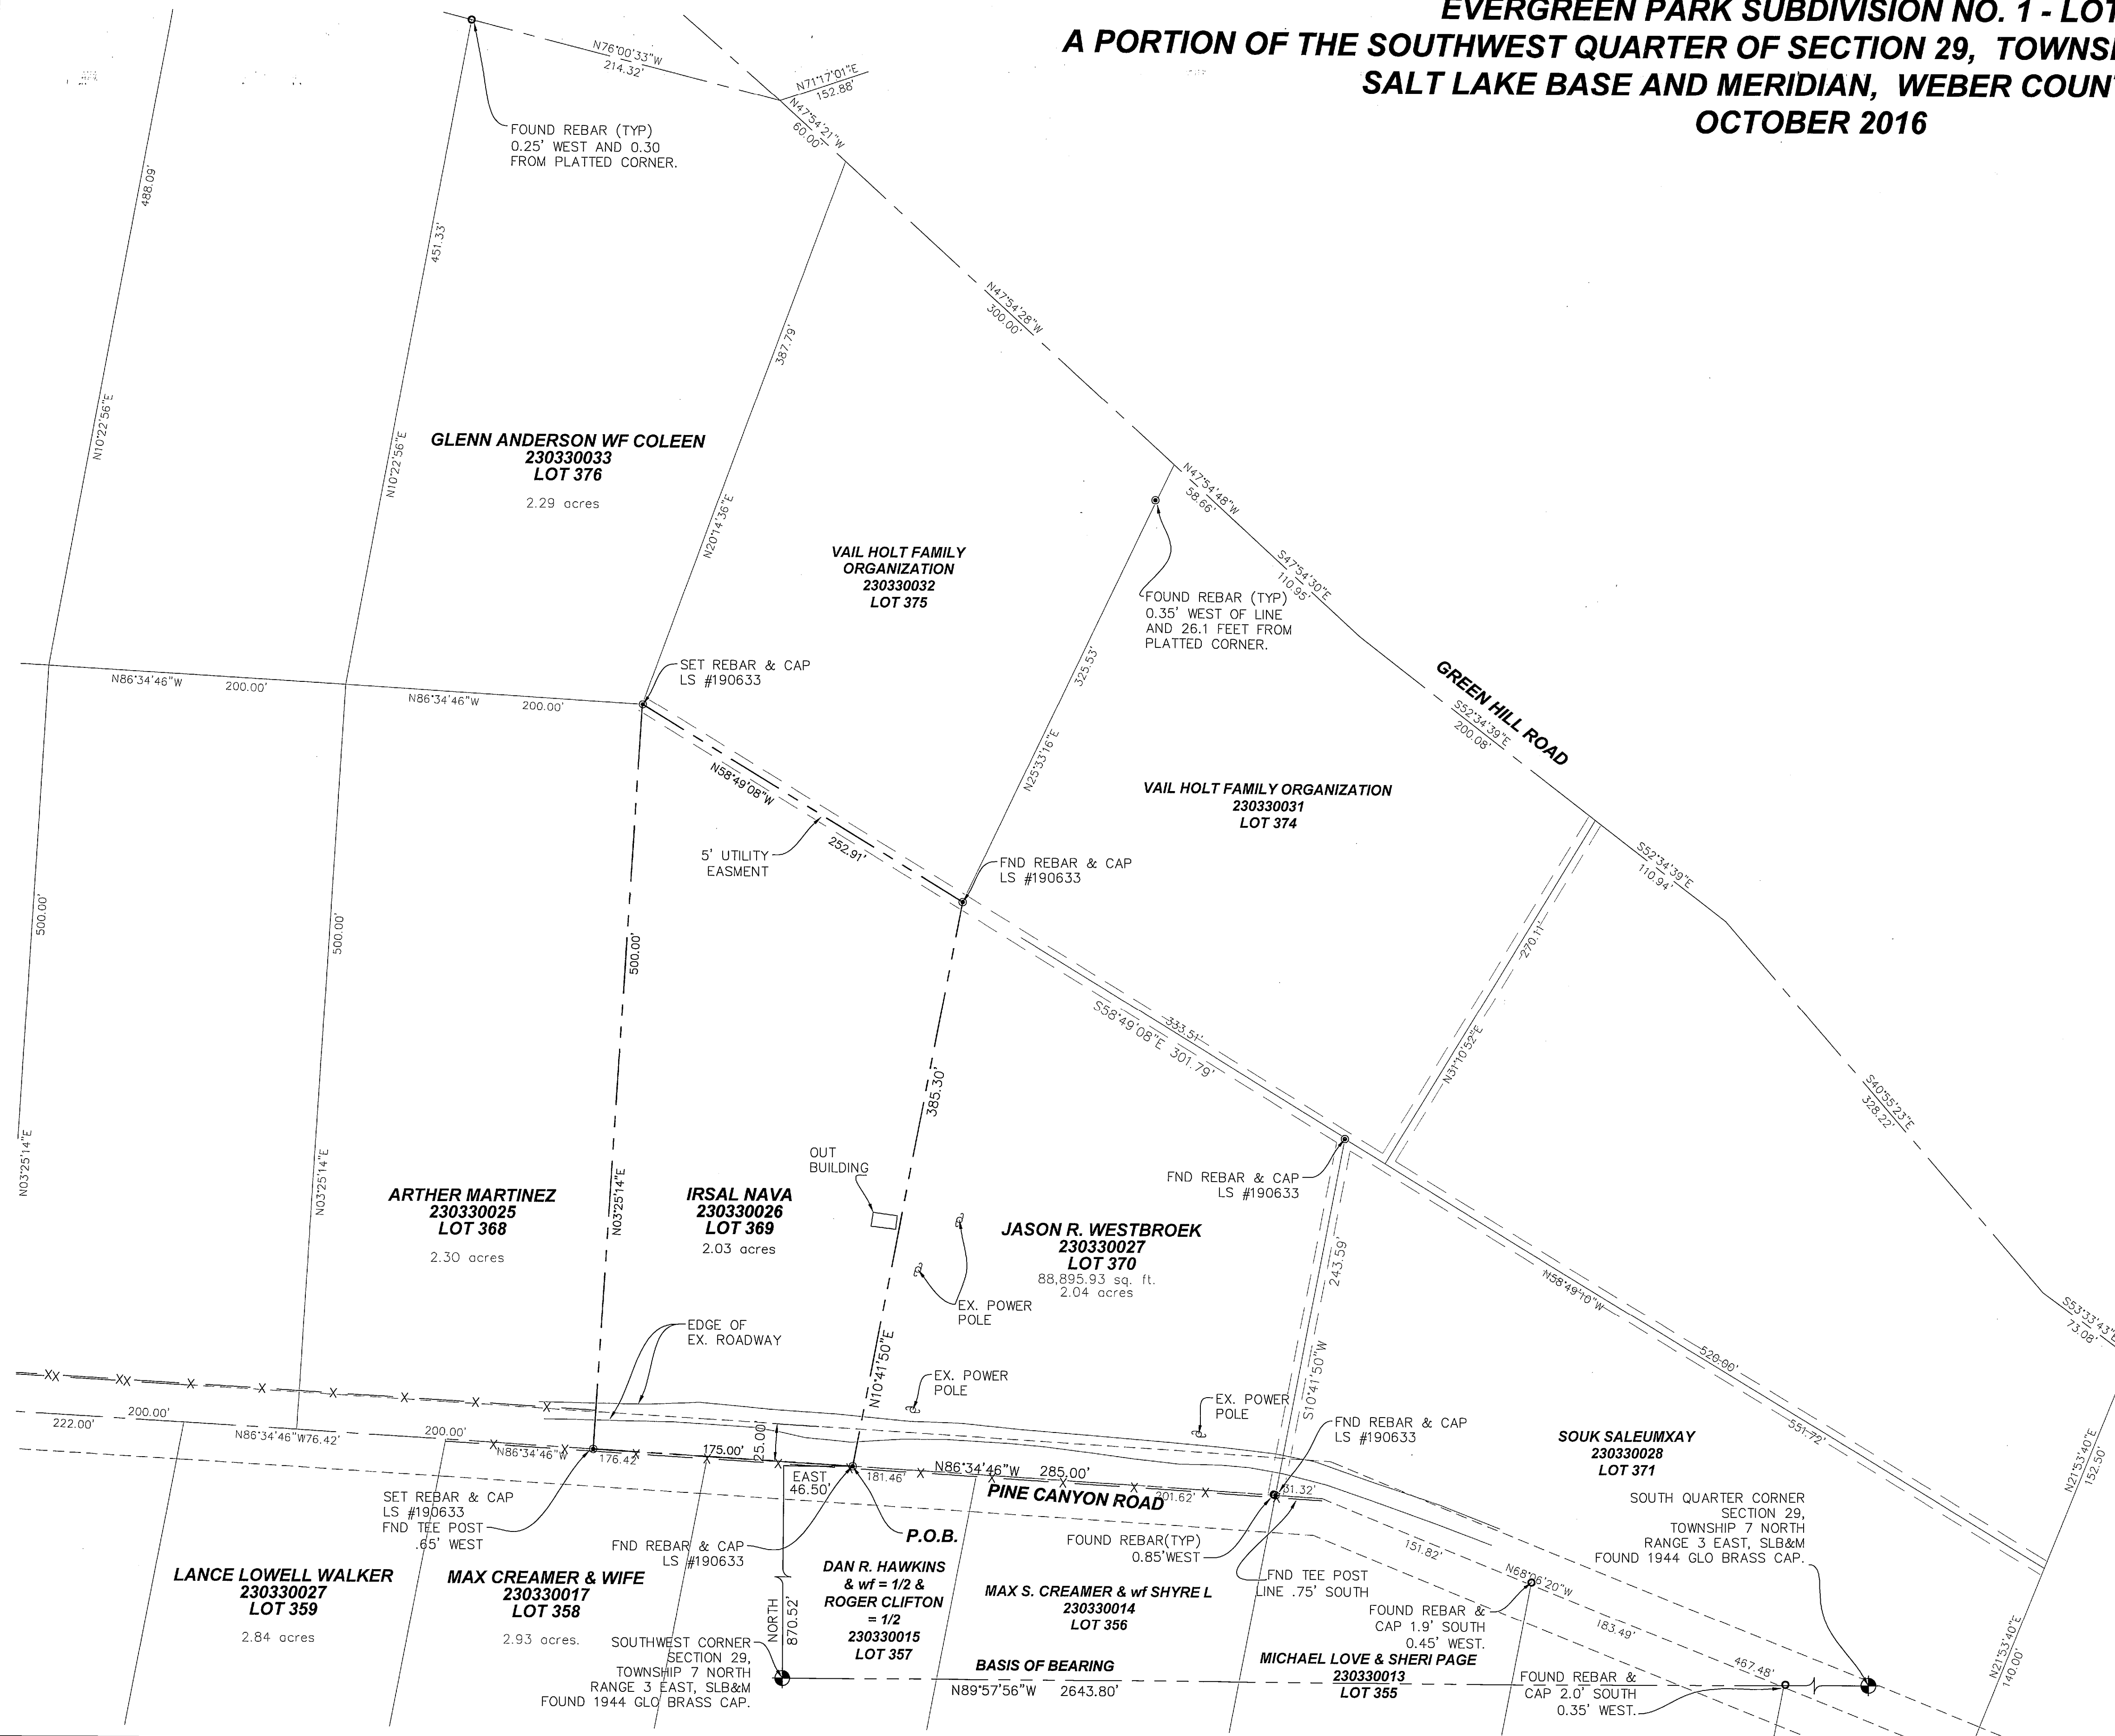 EVERGREEN PARK SUBDIVISION NO. 1 - LOT
A PORTION OF THE SOUTHWEST QUARTER OF SECTION 29, TOWNSH
SALT LAKE BASE AND MERIDIAN, WEBER COUN
OCTOBER 2016
N76°00'33"W
214.32'
N71°17'01"E
152.88'
N47°54'21"W
60.00'
FOUND REBAR (TYP)
0.25' WEST AND 0.30
FROM PLATTED CORNER.
488.09'
451.33'
387.79'
N47°54'28"W
300.00'
N10°22'56"E
N10°22'56"E
GLENN ANDERSON WF COLEEN
230330033
LOT 376
2.29 acres
N20°14'36"E
VAIL HOLT FAMILY
ORGANIZATION
230330032
LOT 375
N47°54'48"W
58.66'
S47°54'30"E
110.95'
FOUND REBAR (TYP)
0.35' WEST OF LINE
AND 26.1 FEET FROM
PLATTED CORNER.
325.53'
N25°33'16"E
SET REBAR & CAP
LS #190633
N86°34'46"W
200.00'
N86°34'46"W
200.00'
GREEN HILL ROAD
S52°34'39"E
200.08'
N58°49'08"W
252.91'
5' UTILITY
EASMENT
VAIL HOLT FAMILY ORGANIZATION
230330031
LOT 374
FND REBAR & CAP
LS #190633
S52°34'39"E
110.94'
500.00'
500.00'
500.00'
270.11'
N31°10'52"E
333.51'
S58°49'08"E 301.79'
385.30'
S40°55'23"E
328.22'
N03°25'14"E
N03°25'14"E
N03°25'14"E
OUT
BUILDING
FND REBAR & CAP
LS #190633
ARTHER MARTINEZ
230330025
LOT 368
2.30 acres
IRSAL NAVA
230330026
LOT 369
2.03 acres
JASON R. WESTBROEK
230330027
LOT 370
88,895.93 sq. ft.
2.04 acres
243.59'
S10°41'50"W
N58°49'10"W
520.00'
551.72'
S53°33'43"E
73.08'
EX. POWER
POLE
EDGE OF
EX. ROADWAY
N10°41'50"E
EX. POWER
POLE
EX. POWER
POLE
FND REBAR & CAP
LS #190633
SOUK SALEUMXAY
230330028
LOT 371
N21°53'40"E
152.50'
222.00'
200.00'
N86°34'46"W
76.42'
200.00'
N86°34'46"W
176.42'
175.00'
25.00'
EAST
46.50'
181.46'
N86°34'46"W 285.00'
201.62'
31.32'
PINE CANYON ROAD
P.O.B.
SET REBAR & CAP
LS #190633
FND TEE POST
.65' WEST
FND REBAR & CAP
LS #190633
FOUND REBAR(TYP)
0.85'WEST
FND TEE POST
LINE .75' SOUTH
151.82'
N68°06'20"W
SOUTH QUARTER CORNER
SECTION 29,
TOWNSHIP 7 NORTH
RANGE 3 EAST, SLB&M
FOUND 1944 GLO BRASS CAP.
LANCE LOWELL WALKER
230330027
LOT 359
2.84 acres
MAX CREAMER & WIFE
230330017
LOT 358
2.93 acres.
NORTH
870.52'
DAN R. HAWKINS
& wf = 1/2 &
ROGER CLIFTON
= 1/2
230330015
LOT 357
MAX S. CREAMER & wf SHYRE L
230330014
LOT 356
FOUND REBAR &
CAP 1.9' SOUTH
0.45' WEST.
183.49'
467.48'
N21°53'40"E
140.00'
SOUTHWEST CORNER
SECTION 29,
TOWNSHIP 7 NORTH
RANGE 3 EAST, SLB&M
FOUND 1944 GLO BRASS CAP.
BASIS OF BEARING
N89°57'56"W 2643.80'
MICHAEL LOVE & SHERI PAGE
230330013
LOT 355
FOUND REBAR &
CAP 2.0' SOUTH
0.35' WEST.